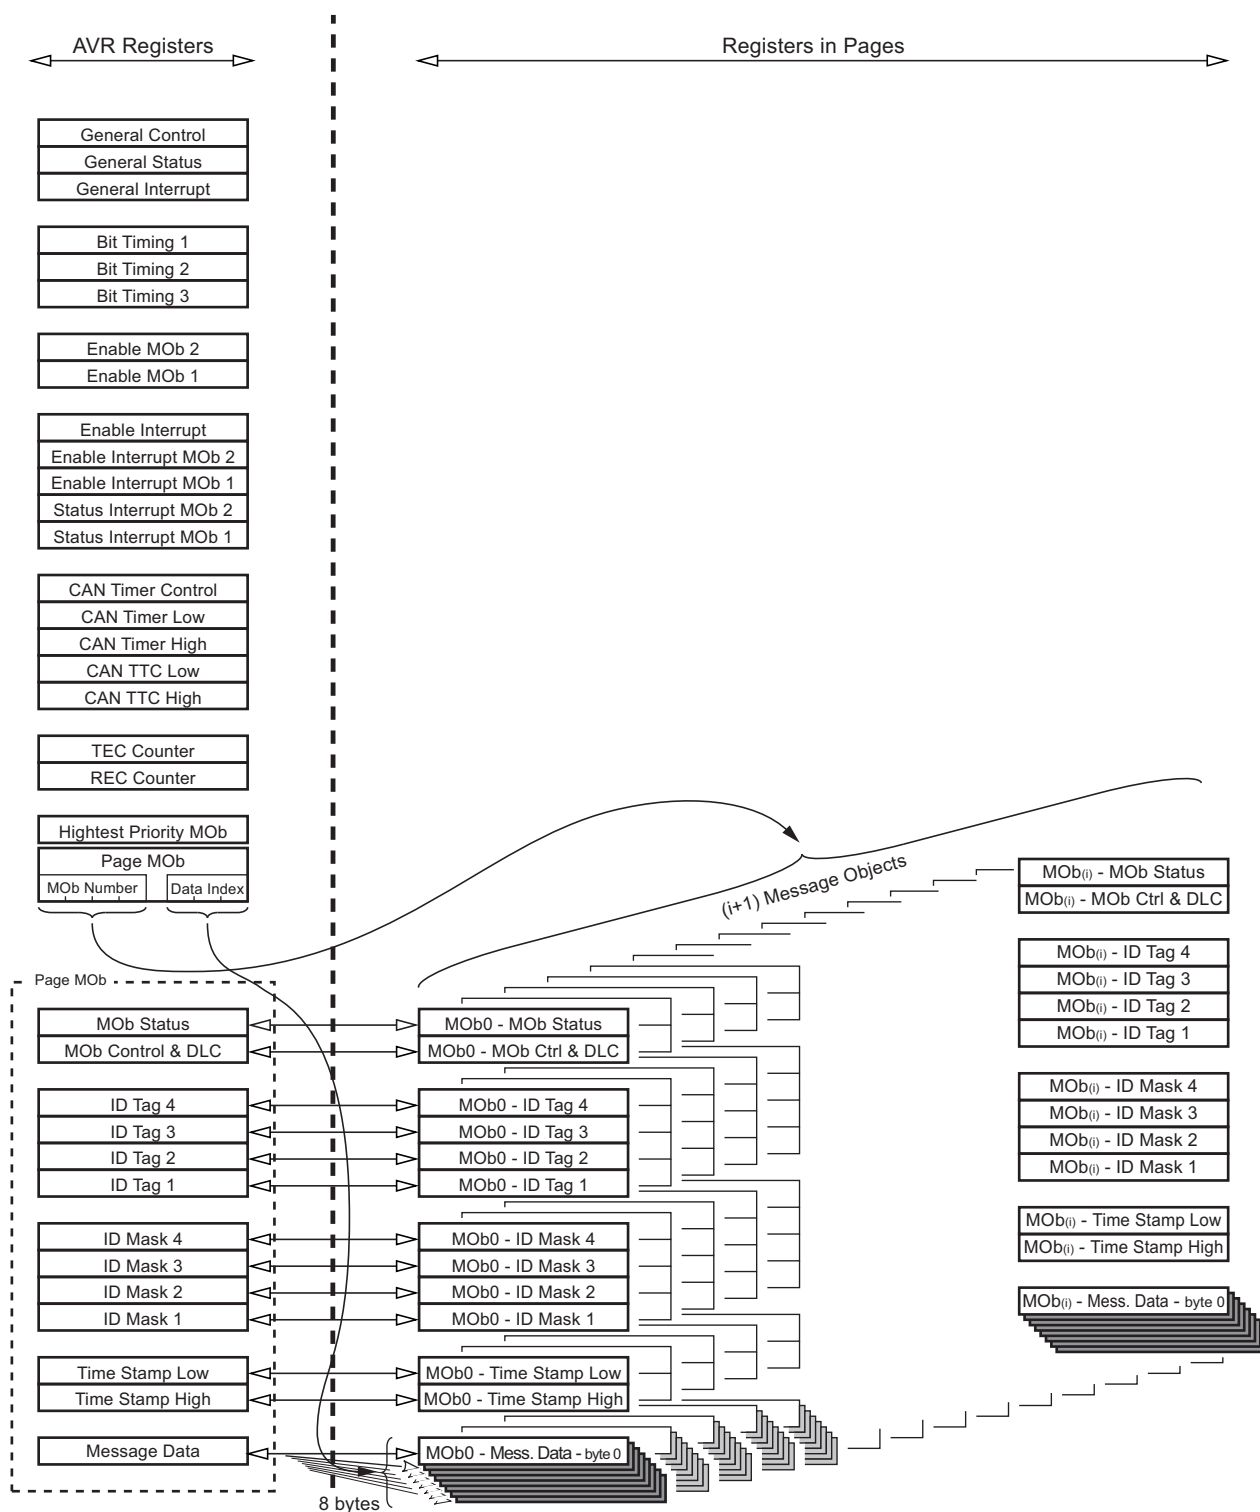 AVR Registers
Registers in Pages
General Control
General Status
General Interrupt
Bit Timing 1
Bit Timing 2
Bit Timing 3
Enable MOb 2
Enable MOb 1
Enable Interrupt
Enable Interrupt MOb 2
Enable Interrupt MOb 1
Status Interrupt MOb 2
Status Interrupt MOb 1
CAN Timer Control
CAN Timer Low
CAN Timer High
CAN TTC Low
CAN TTC High
TEC Counter
REC Counter
Hightest Priority MOb
Page MOb
MOb Number
Data Index
Page MOb
MOb Status
MOb Control & DLC
ID Tag 4
ID Tag 3
ID Tag 2
ID Tag 1
ID Mask 4
ID Mask 3
ID Mask 2
ID Mask 1
Time Stamp Low
Time Stamp High
Message Data
8 bytes
(i+1) Message Objects
MOb0 - MOb Status
MOb0 - MOb Ctrl & DLC
MOb0 - ID Tag 4
MOb0 - ID Tag 3
MOb0 - ID Tag 2
MOb0 - ID Tag 1
MOb0 - ID Mask 4
MOb0 - ID Mask 3
MOb0 - ID Mask 2
MOb0 - ID Mask 1
MOb0 - Time Stamp Low
MOb0 - Time Stamp High
MOb0 - Mess. Data - byte 0
MOb(i) - MOb Status
MOb(i) - MOb Ctrl & DLC
MOb(i) - ID Tag 4
MOb(i) - ID Tag 3
MOb(i) - ID Tag 2
MOb(i) - ID Tag 1
MOb(i) - ID Mask 4
MOb(i) - ID Mask 3
MOb(i) - ID Mask 2
MOb(i) - ID Mask 1
MOb(i) - Time Stamp Low
MOb(i) - Time Stamp High
MOb(i) - Mess. Data - byte 0